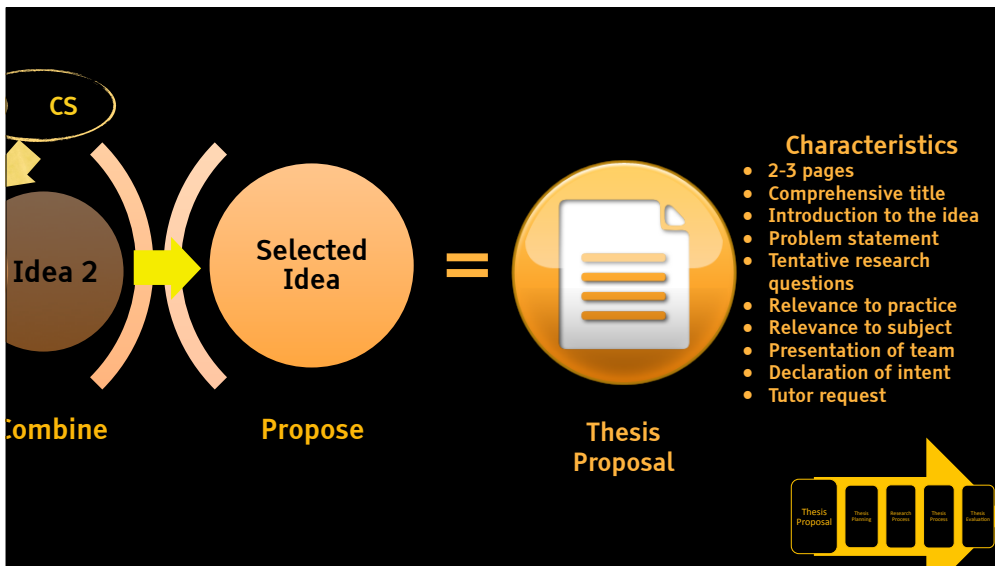 CS
Idea 2
Combine
Selected
Idea
Propose
=
Thesis
Proposal
Characteristics
• 2-3 pages
• Comprehensive title
• Introduction to the idea
• Problem statement
• Tentative research
questions
• Relevance to practice
• Relevance to subject
• Presentation of team
• Declaration of intent
• Tutor request
Thesis
Proposal
Thesis
Planning
Research
Process
Thesis
Process
Thesis
Evaluation